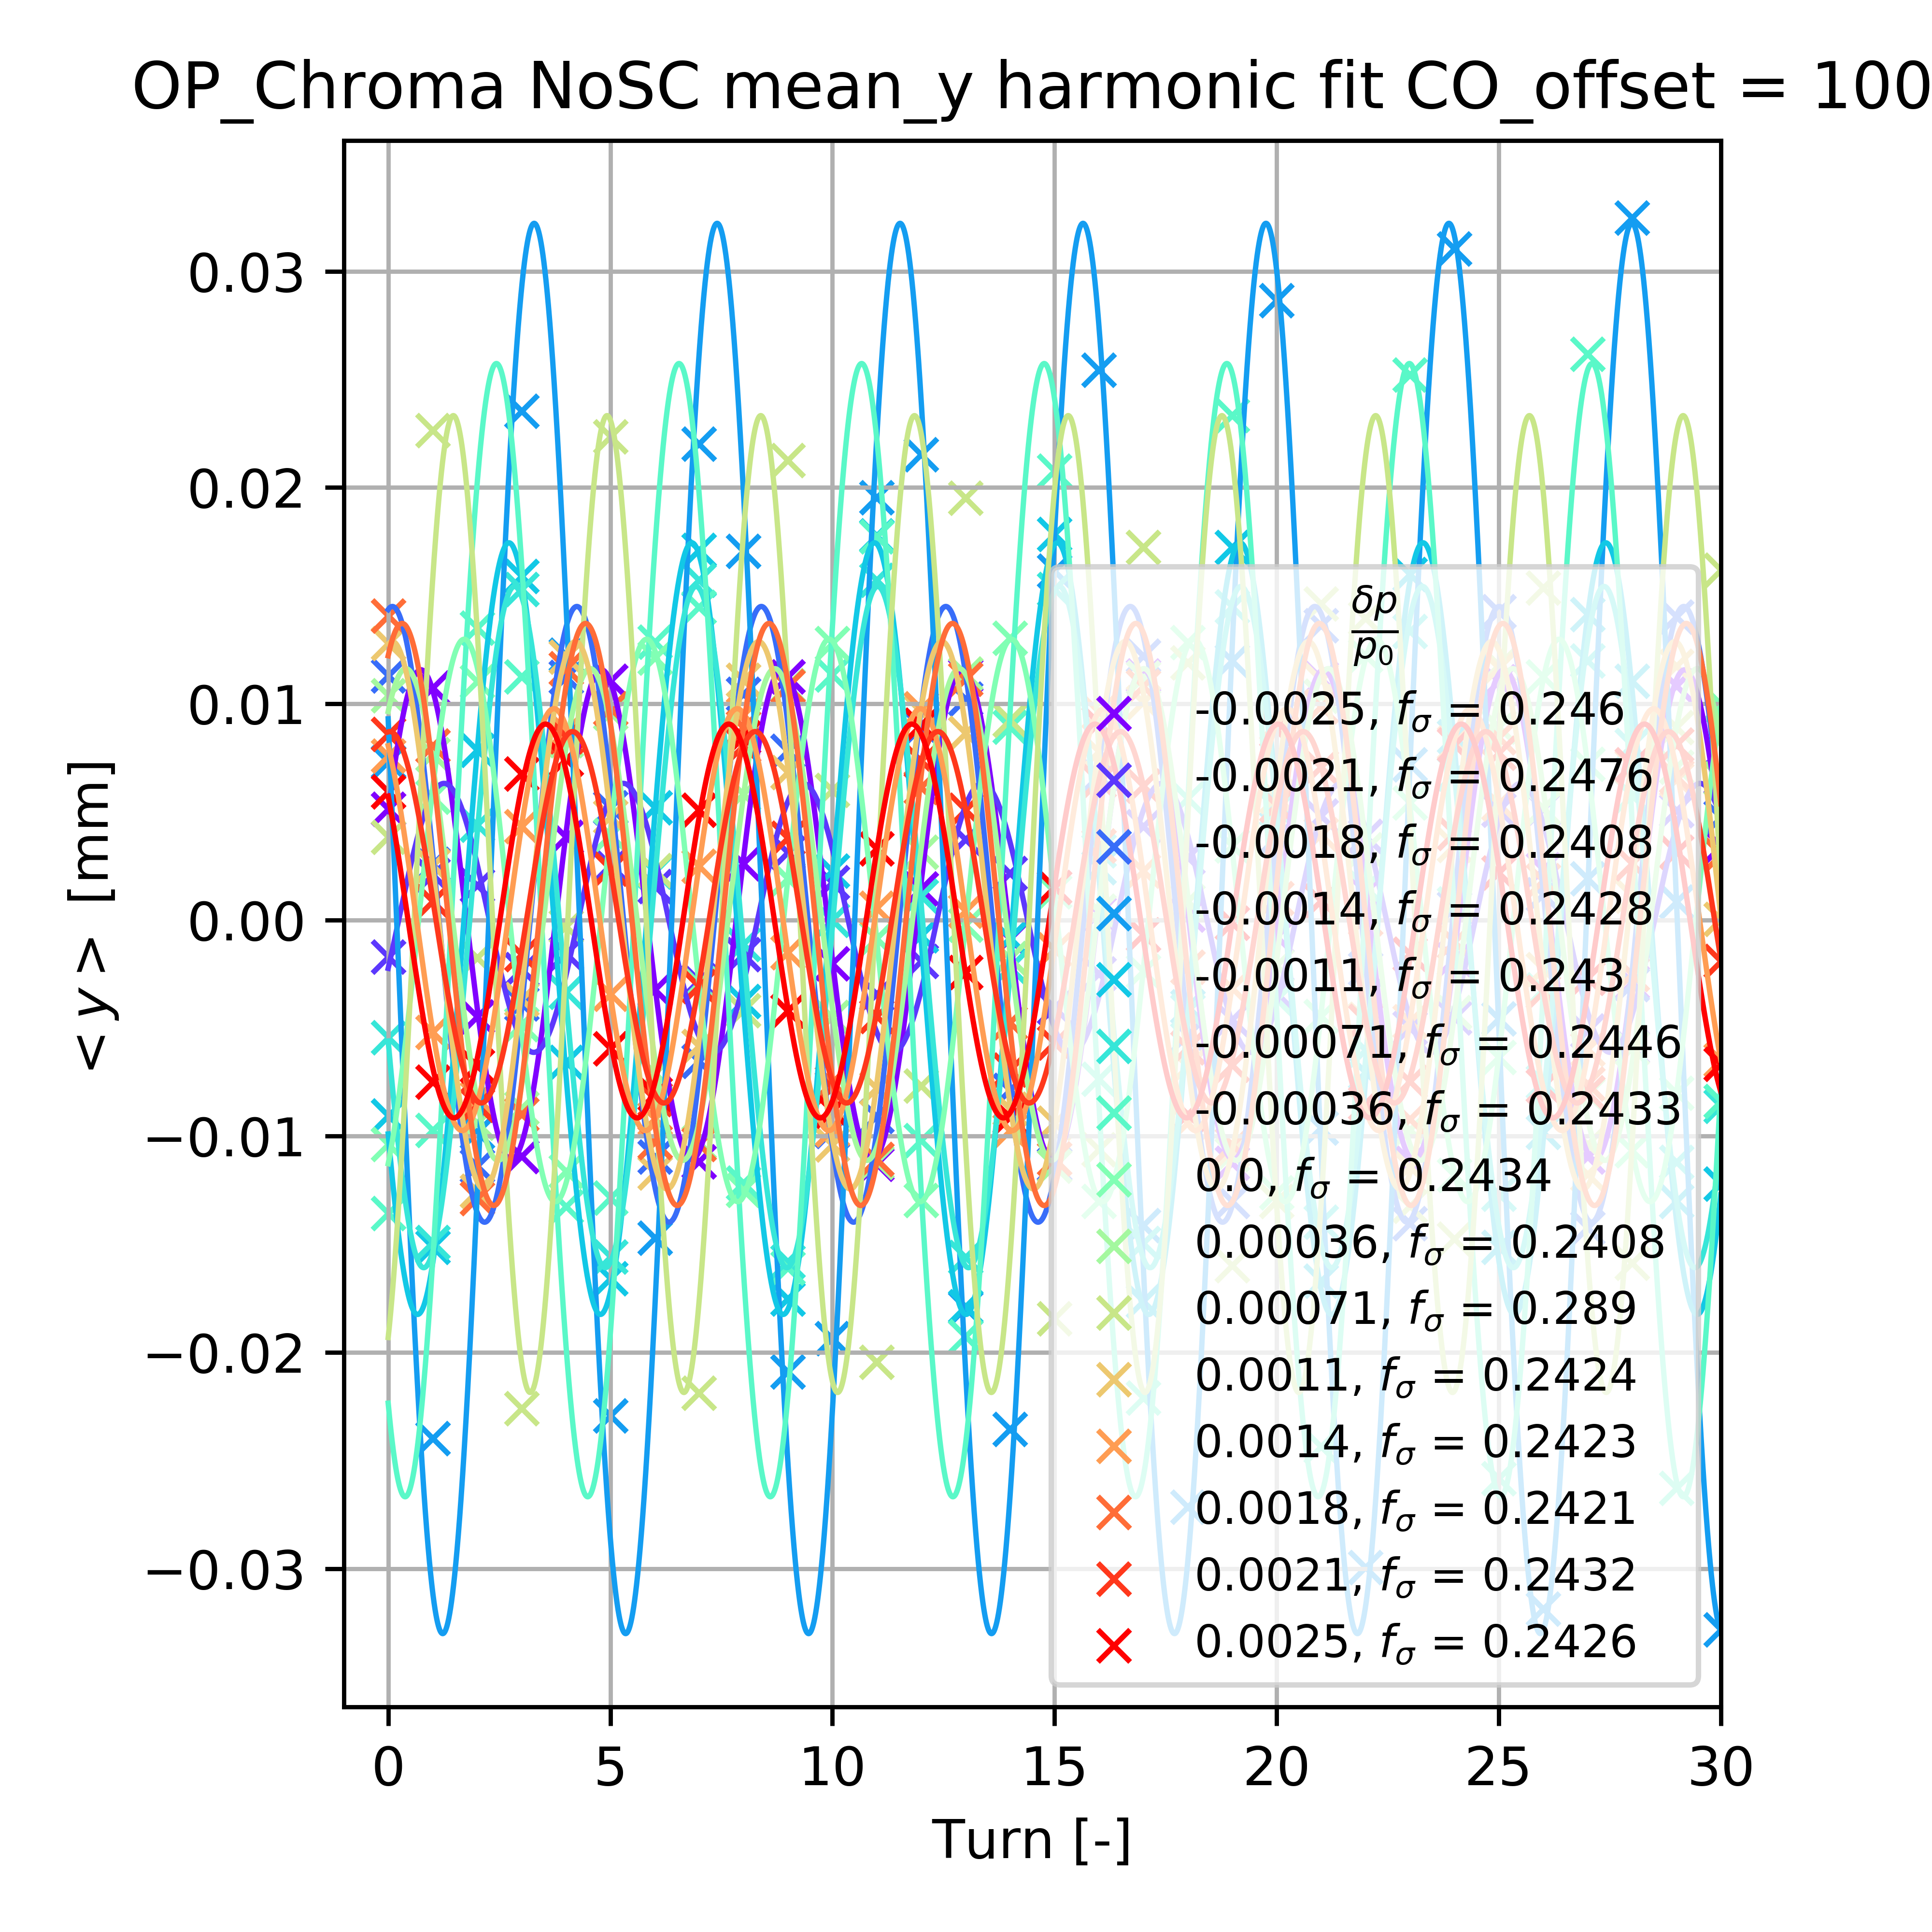 OP_Chroma NoSC mean_y harmonic fit CO_offset = 100
0.03
0.02
0.01
0.00
−0.01
−0.02
−0.03
< y > [mm]
δp
p0
-0.0025, fσ = 0.246
-0.0021, fσ = 0.2476
-0.0018, fσ = 0.2408
-0.0014, fσ = 0.2428
-0.0011, fσ = 0.243
-0.00071, fσ = 0.2446
-0.00036, fσ = 0.2433
0.0, fσ = 0.2434
0.00036, fσ = 0.2408
0.00071, fσ = 0.289
0.0011, fσ = 0.2424
0.0014, fσ = 0.2423
0.0018, fσ = 0.2421
0.0021, fσ = 0.2432
0.0025, fσ = 0.2426
0 5 10 15 20 25 30
Turn [-]